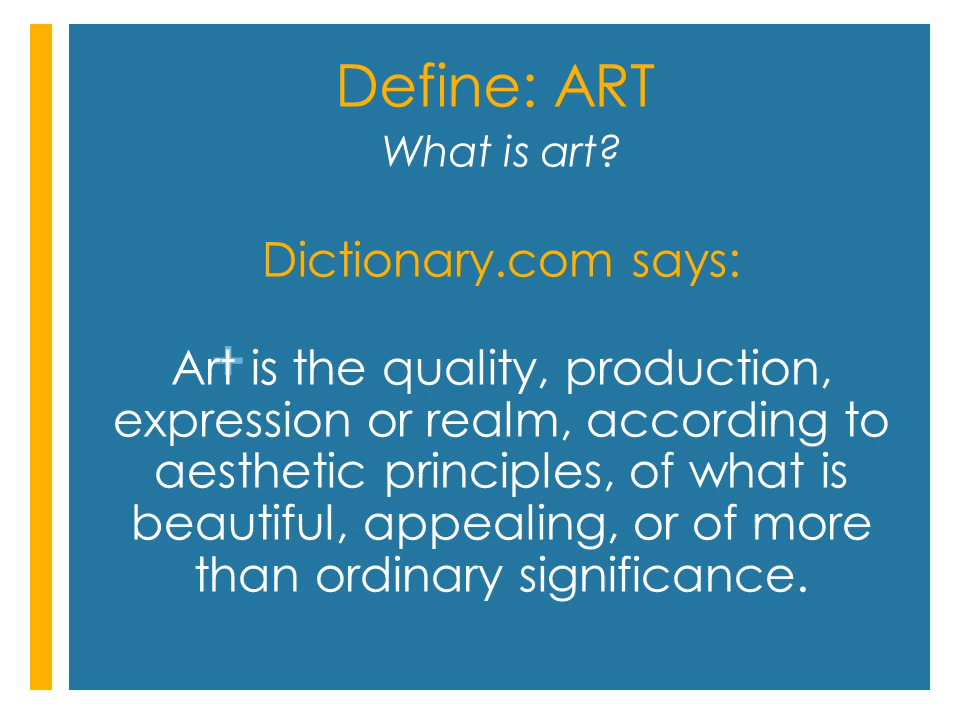 Define: ART
What is art?
Dictionary.com says:
Art is the quality, production,
expression or realm, according to
aesthetic principles, of what is
beautiful, appealing, or of more
than ordinary significance.